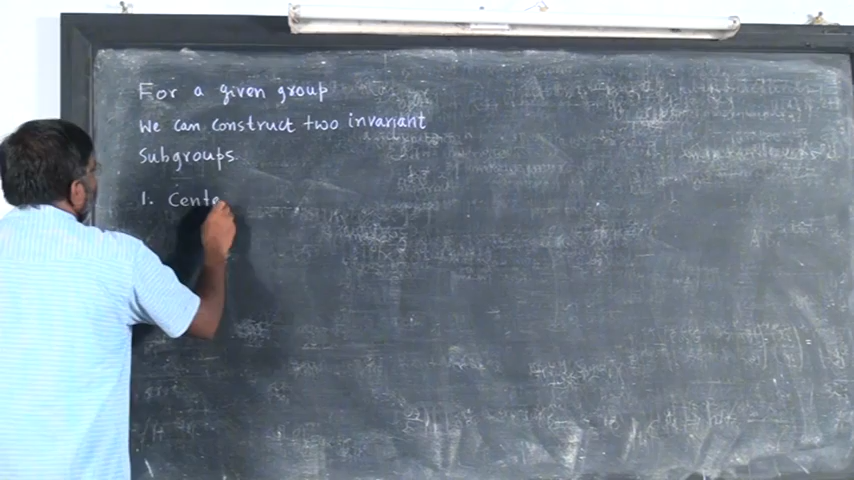 For a given group
We can construct two invariant
Subgroups.
1. Cente